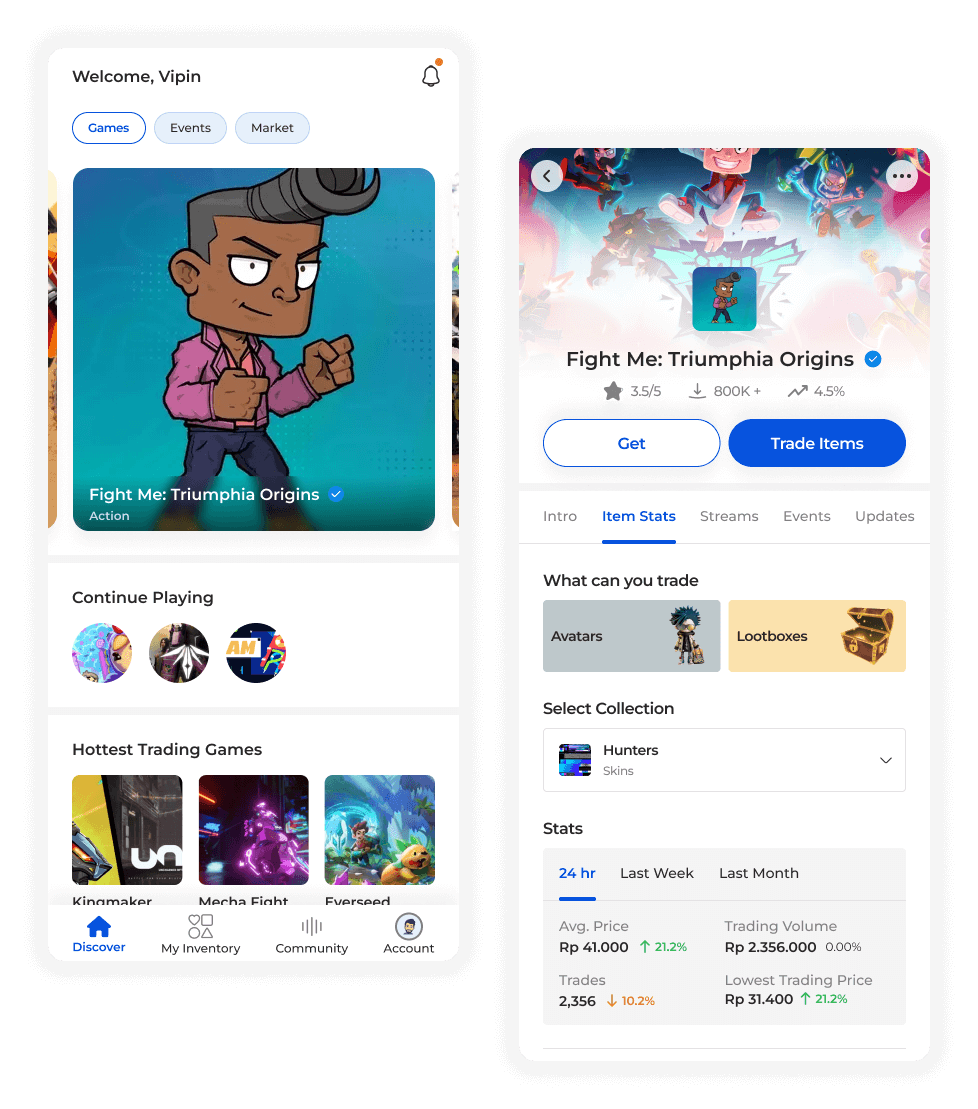 Welcome, Vipin
Games Events Market
Fight Me: Triumphia Origins
Action
Continue Playing
AM
Hottest Trading Games
Kingmaker Mecha Fight Everseed
Discover My Inventory Community Account
Fight Me: Triumphia Origins
3.5/5 800K + 4.5%
Get Trade Items
Intro Item Stats Streams Events Updates
What can you trade
Avatars Lootboxes
Select Collection
Hunters
Skins
Stats
24 hr Last Week Last Month
Avg. Price Trading Volume
Rp 41.000 21.2% Rp 2.356.000 0.00%
Trades Lowest Trading Price
2,356 10.2% Rp 31.400 21.2%